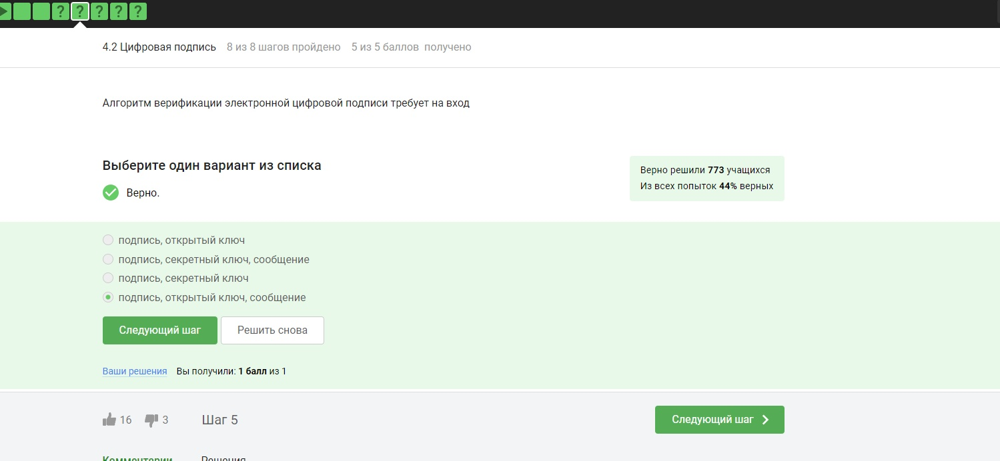 ? ? ? ? ?
4.2 Цифровая подпись 8 из 8 шагов пройдено 5 из 5 баллов получено
Алгоритм верификации электронной цифровой подписи требует на вход
Выберите один вариант из списка
Верно.
Верно решили 773 учащихся
Из всех попыток 44% верных
подпись, открытый ключ
подпись, секретный ключ, сообщение
подпись, секретный ключ
подпись, открытый ключ, сообщение
Следующий шаг Решить снова
Ваши решения Вы получили: 1 балл из 1
16 3 Шаг 5 Следующий шаг
Комментарии Решения